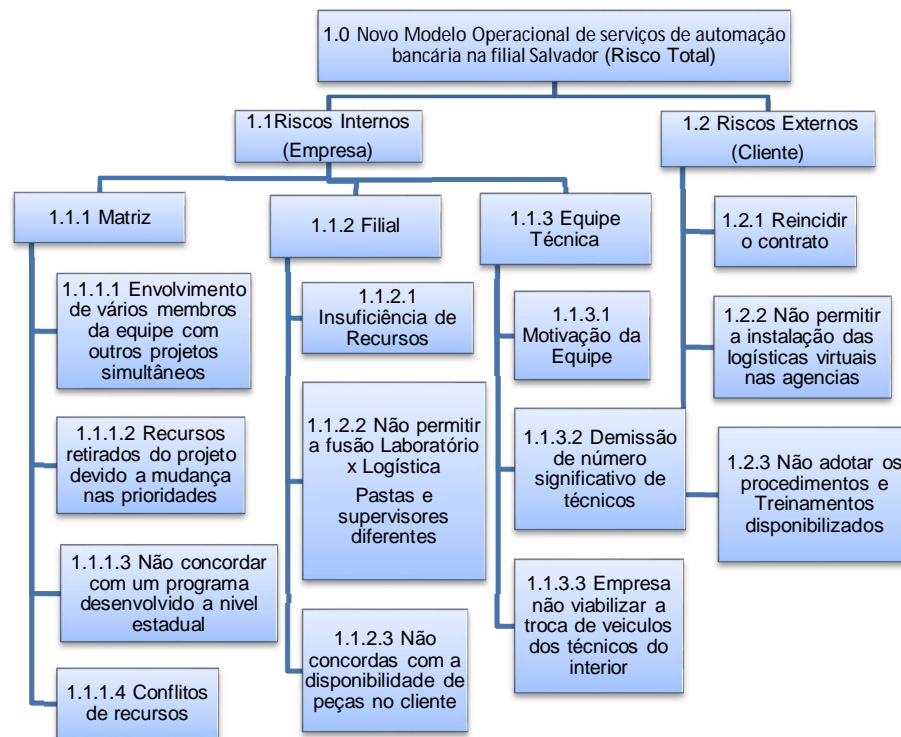 1.0 Novo Modelo Operacional de serviços de automação
bancária na filial Salvador (Risco Total)
1.1Riscos Internos
(Empresa)
1.2 Riscos Externos
(Cliente)
1.1.1 Matriz
1.1.1.1 Envolvimento
de vários membros
da equipe com
outros projetos
simultâneos
1.1.1.2 Recursos
retirados do projeto
devido a mudança
nas prioridades
1.1.1.3 Não concordar
com um programa
desenvolvido a nivel
estadual
1.1.1.4 Conflitos
de recursos
1.1.2 Filial
1.1.2.1
Insuficiência de
Recursos
1.1.2.2 Não permitir
a fusão Laboratório
x Logística
Pastas e
supervisores
diferentes
1.1.2.3 Não
concordas com a
disponibilidade de
peças no cliente
1.1.3 Equipe
Técnica
1.1.3.1
Motivação da
Equipe
1.1.3.2 Demissão
de número
significativo de
técnicos
1.1.3.3 Empresa
não viabilizar a
troca de veiculos
dos técnicos do
interior
1.2.1 Reincidir
o contrato
1.2.2 Não permitir
a instalação das
logísticas virtuais
nas agencias
1.2.3 Não adotar os
procedimentos e
Treinamentos
disponibilizados